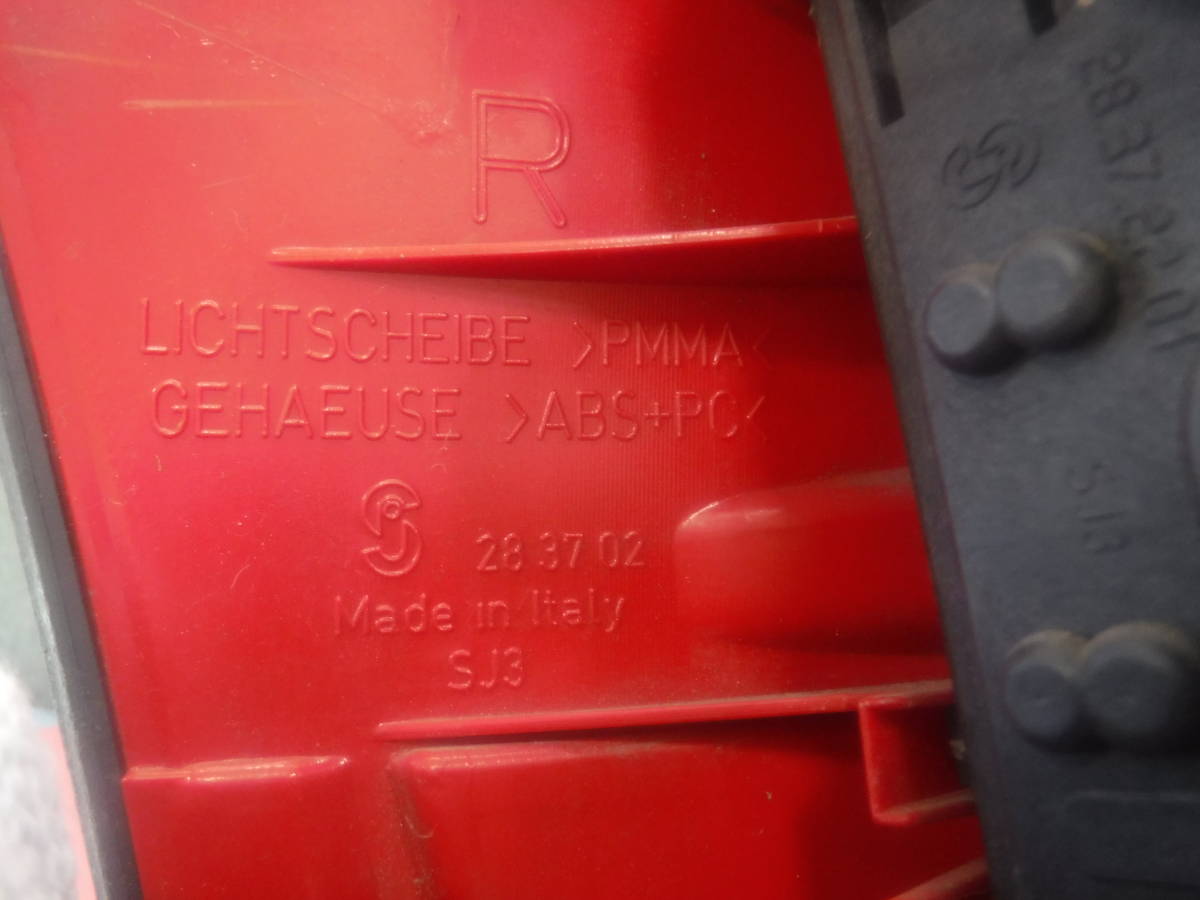 R
LICHTSCHEIBE >PMMA<
GEHAEUSE >ABS+PC<
28 37 02
Made in Italy
SJ3